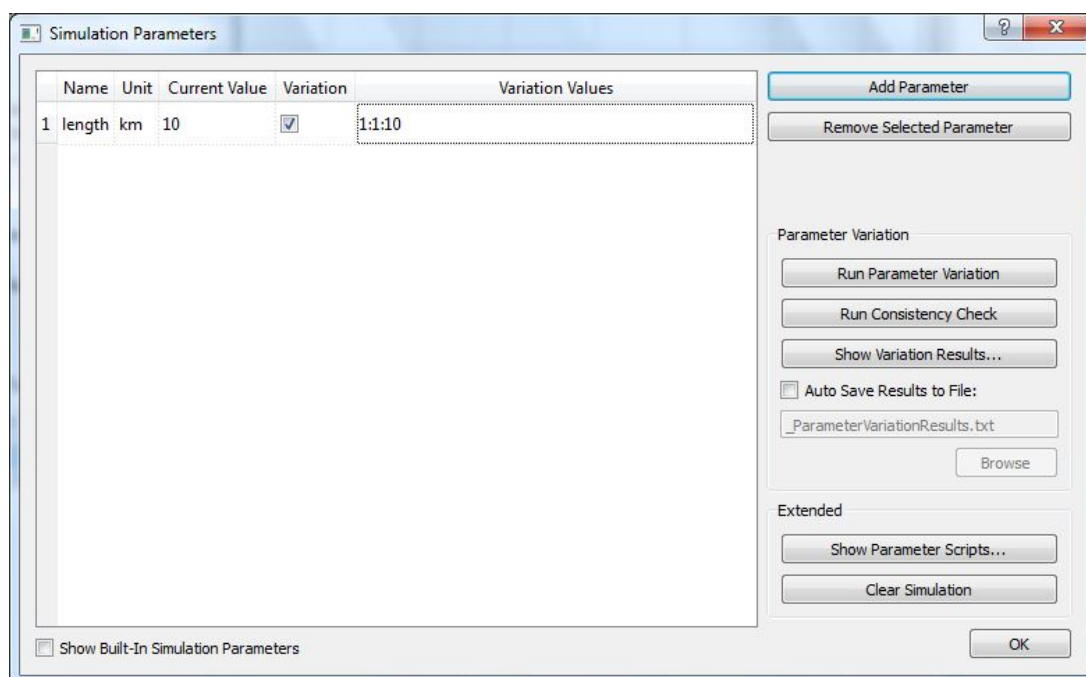 Simulation Parameters
Name Unit Current Value Variation Variation Values
1 length km 10 1:1:10
Add Parameter
Remove Selected Parameter
Parameter Variation
Run Parameter Variation
Run Consistency Check
Show Variation Results...
Auto Save Results to File:
_ParameterVariationResults.txt
Browse
Extended
Show Parameter Scripts...
Clear Simulation
Show Built-In Simulation Parameters
OK